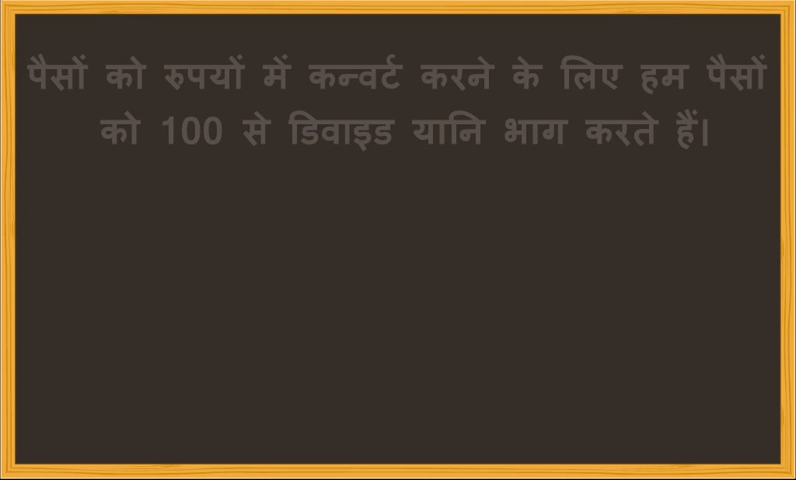 पैसों को रुपयों में कन्वर्ट करने के लिए हम पैसों
को 100 से डिवाइड यानि भाग करते हैं।